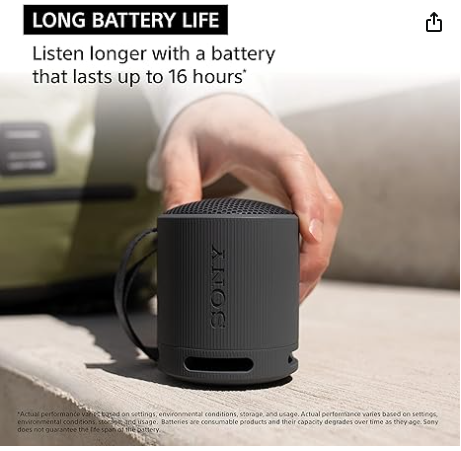 LONG BATTERY LIFE
Listen longer with a battery
that lasts up to 16 hours*
SONY
*Actual performance varies based on settings, environmental conditions, storage, and usage. Actual performance varies based on settings,
environmental conditions, storage, and usage. Batteries are consumable products and their capacity degrades over time as they age. Sony
does not guarantee the life span of the battery.